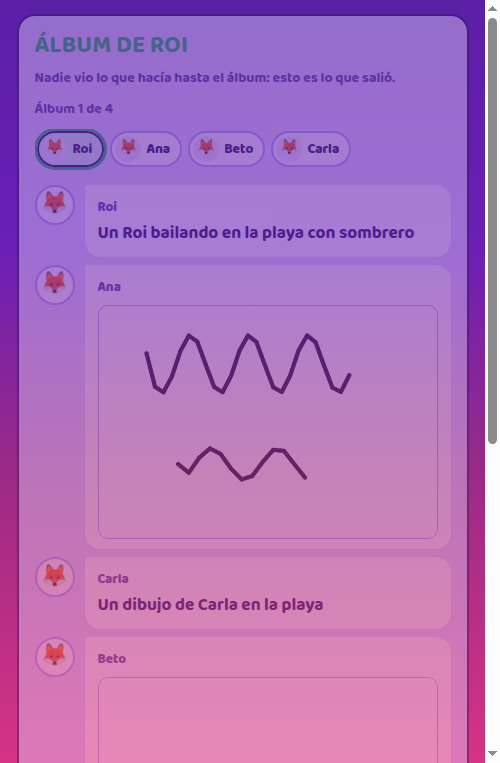 ÁLBUM DE ROI
Nadie vio lo que hacía hasta el álbum: esto es lo que salió.
Álbum 1 de 4
Roi Ana Beto Carla
Roi
Un Roi bailando en la playa con sombrero
Ana
Carla
Un dibujo de Carla en la playa
Beto